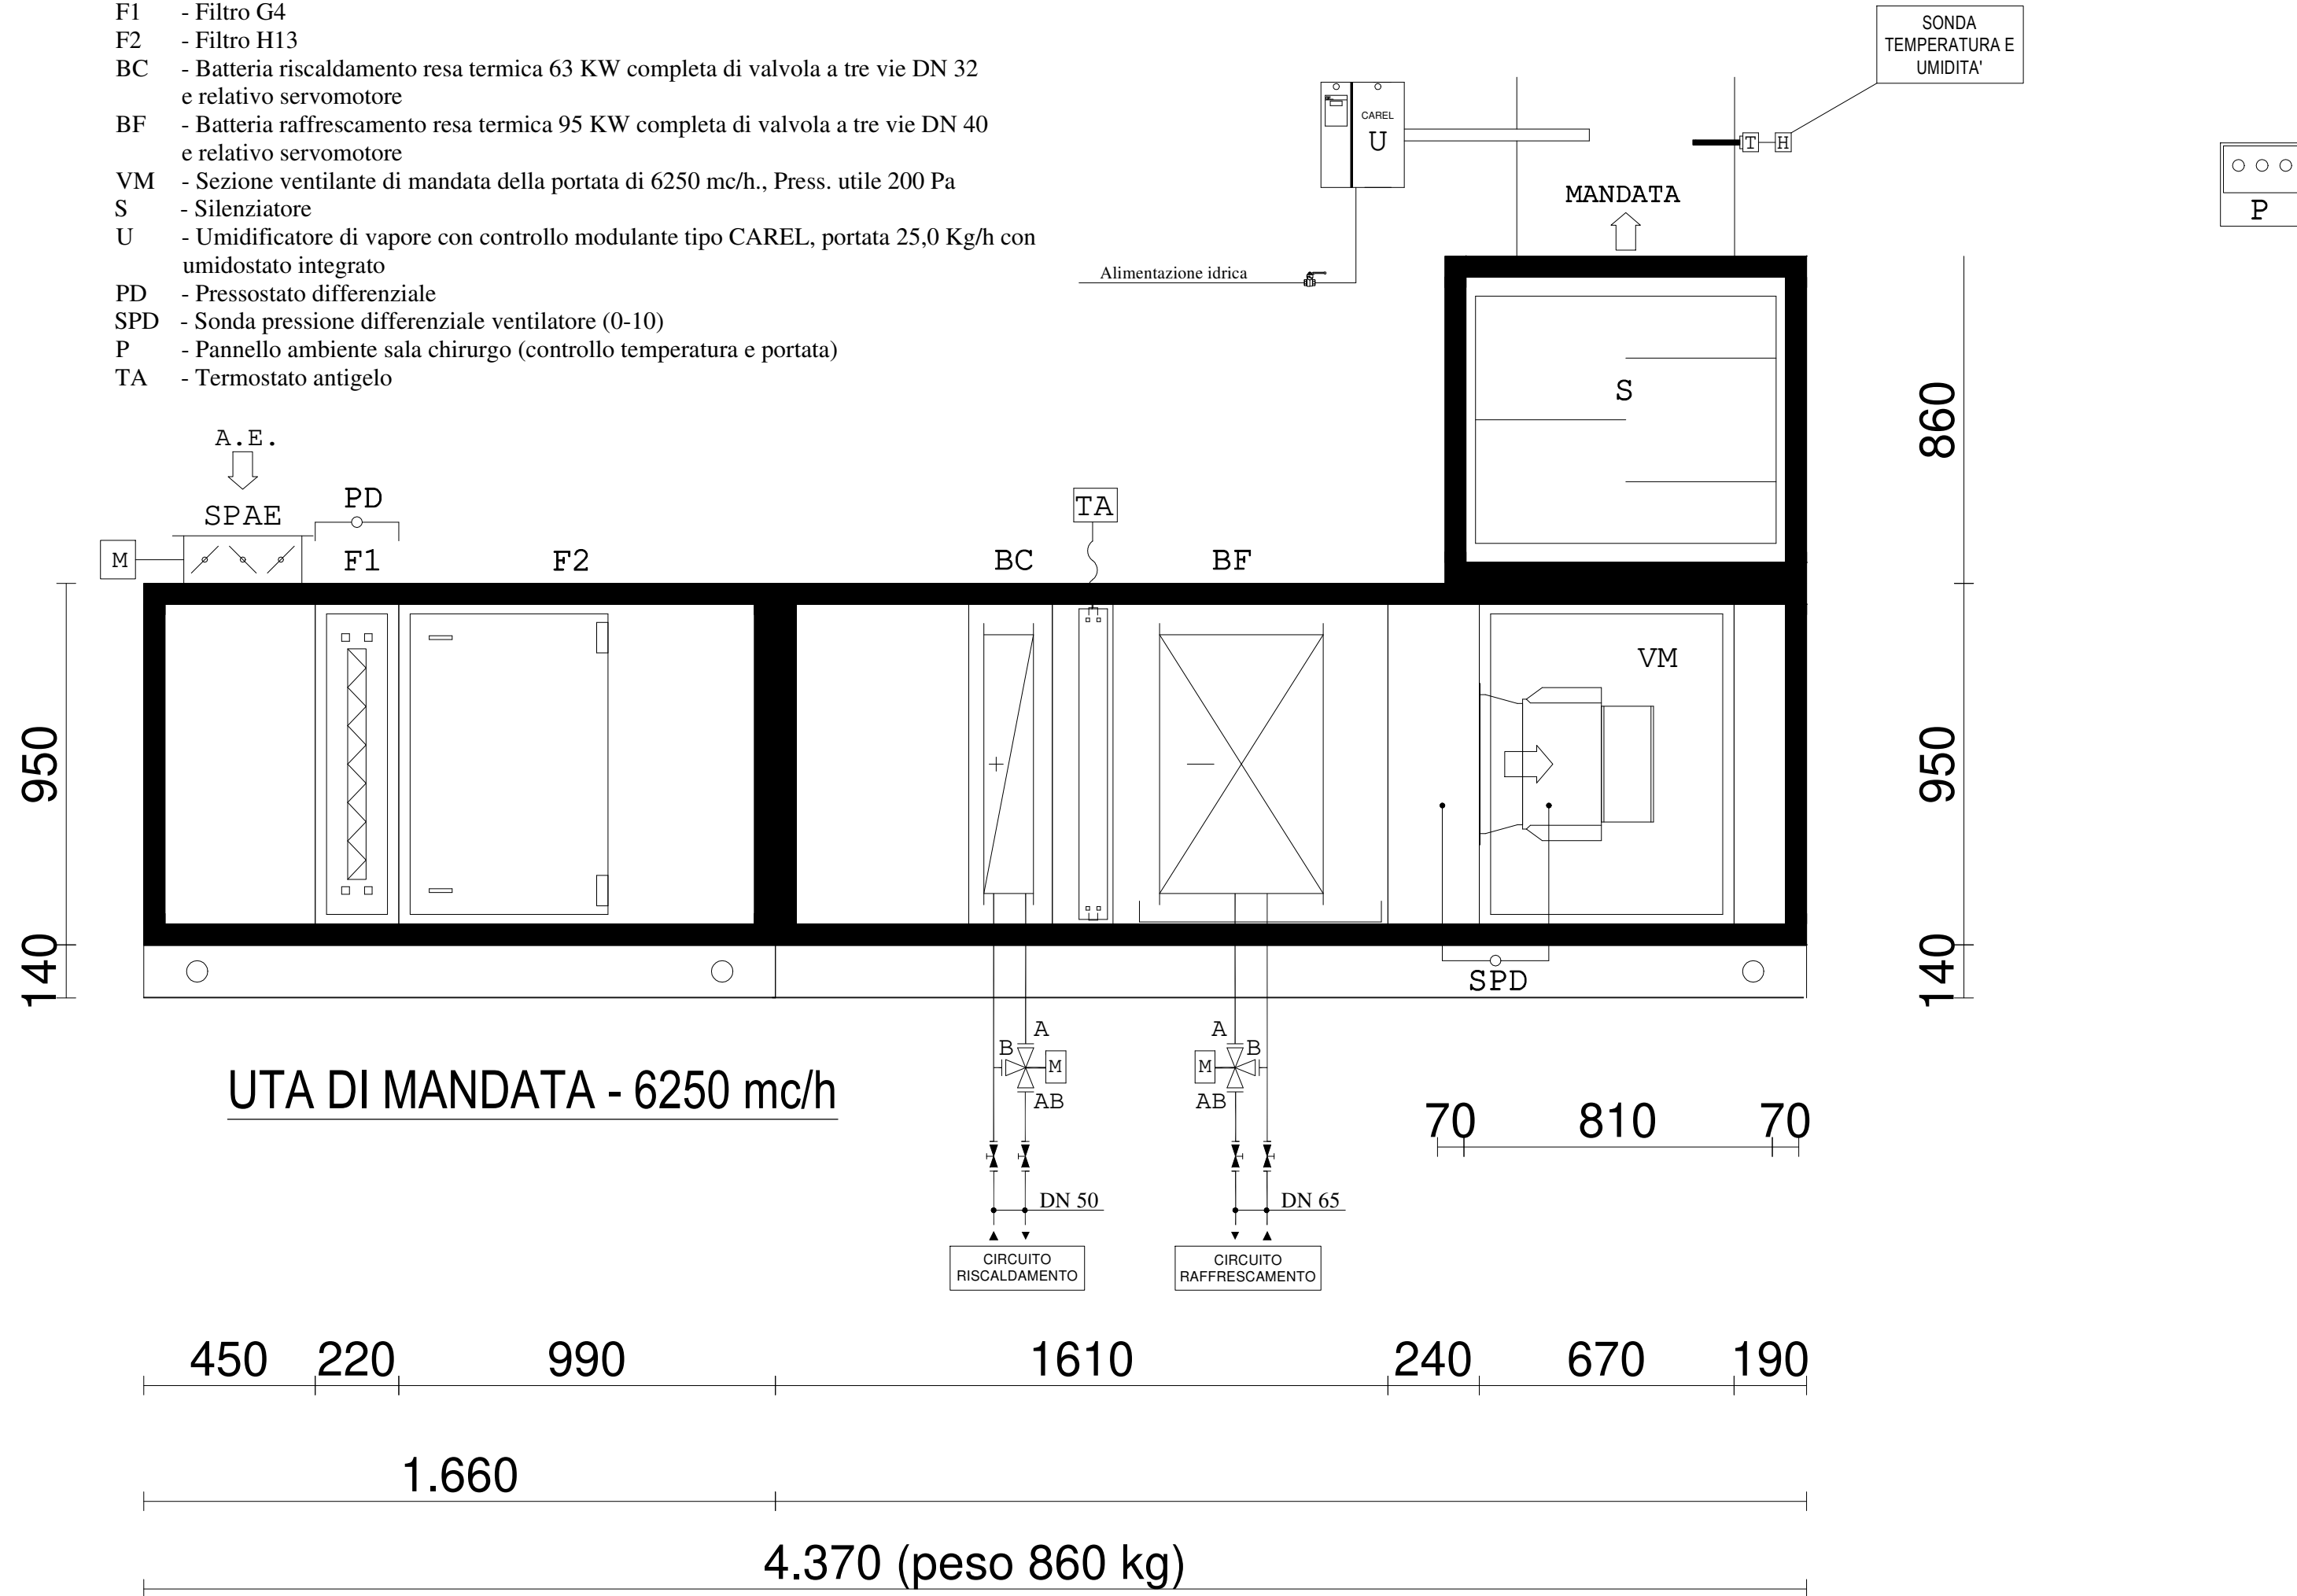 F1 - Filtro G4
F2 - Filtro H13
BC - Batteria riscaldamento resa termica 63 KW completa di valvola a tre vie DN 32
e relativo servomotore
BF - Batteria raffrescamento resa termica 95 KW completa di valvola a tre vie DN 40
e relativo servomotore
VM - Sezione ventilante di mandata della portata di 6250 mc/h., Press. utile 200 Pa
S - Silenziatore
U - Umidificatore di vapore con controllo modulante tipo CAREL, portata 25,0 Kg/h con
umidostato integrato
PD - Pressostato differenziale
SPD - Sonda pressione differenziale ventilatore (0-10)
P - Pannello ambiente sala chirurgo (controllo temperatura e portata)
TA - Termostato antigelo
SONDA
TEMPERATURA E
UMIDITA'
CAREL
U
T H
P
MANDATA
Alimentazione idrica
S
860
A.E.
SPAE
PD
TA
M
F1
F2
BC
BF
VM
950
950
140
140
SPD
UTA DI MANDATA - 6250 mc/h
A
B
M
AB
A
B
M
AB
70 810 70
DN 50
DN 65
CIRCUITO
RISCALDAMENTO
CIRCUITO
RAFFRESCAMENTO
450 220 990 1610 240 670 190
1.660
4.370 (peso 860 kg)